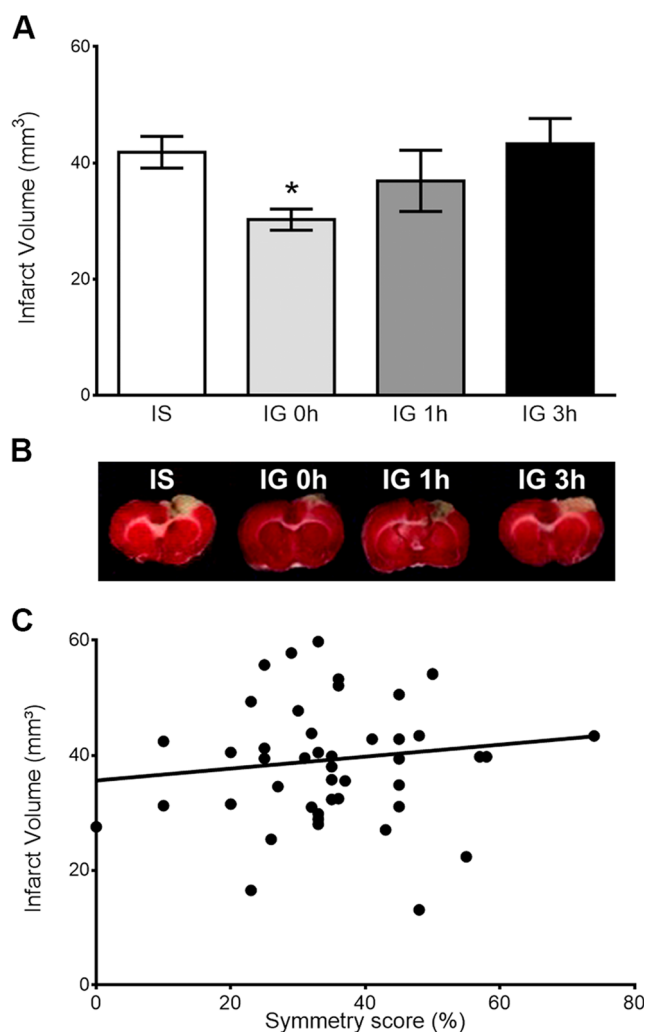 A
60
40
20
0
Infarct Volume (mm³)
*
IS IG 0h IG 1h IG 3h
B
IS IG 0h IG 1h IG 3h
C
60
40
20
0
Infarct Volume (mm³)
0 20 40 60 80
Symmetry score (%)